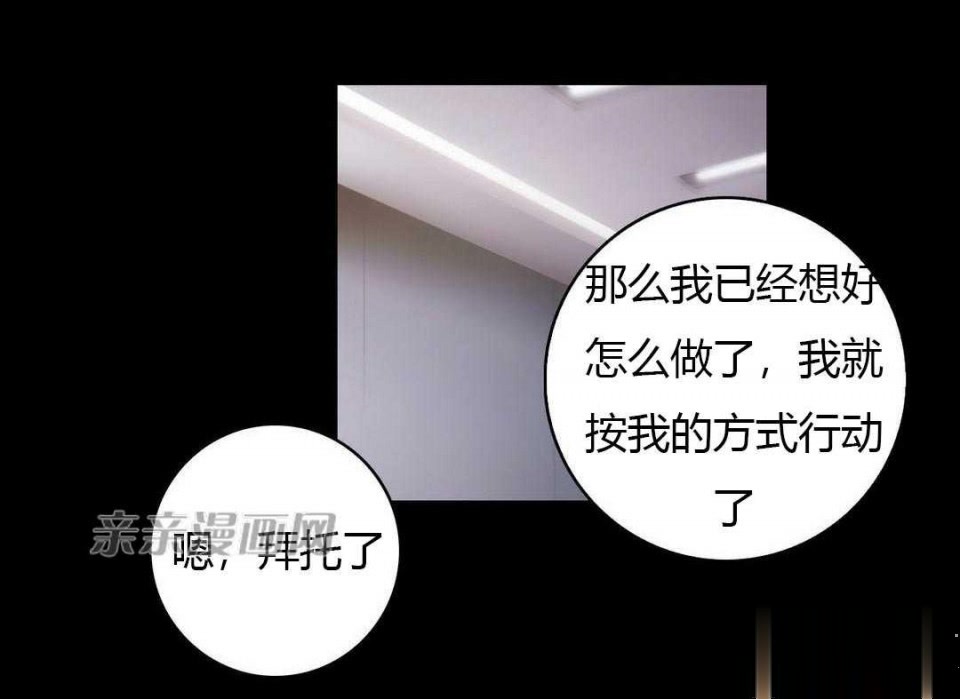 那么我已经想好
怎么做了，我就
按我的方式行动
了
亲亲漫画网
嗯，拜托了